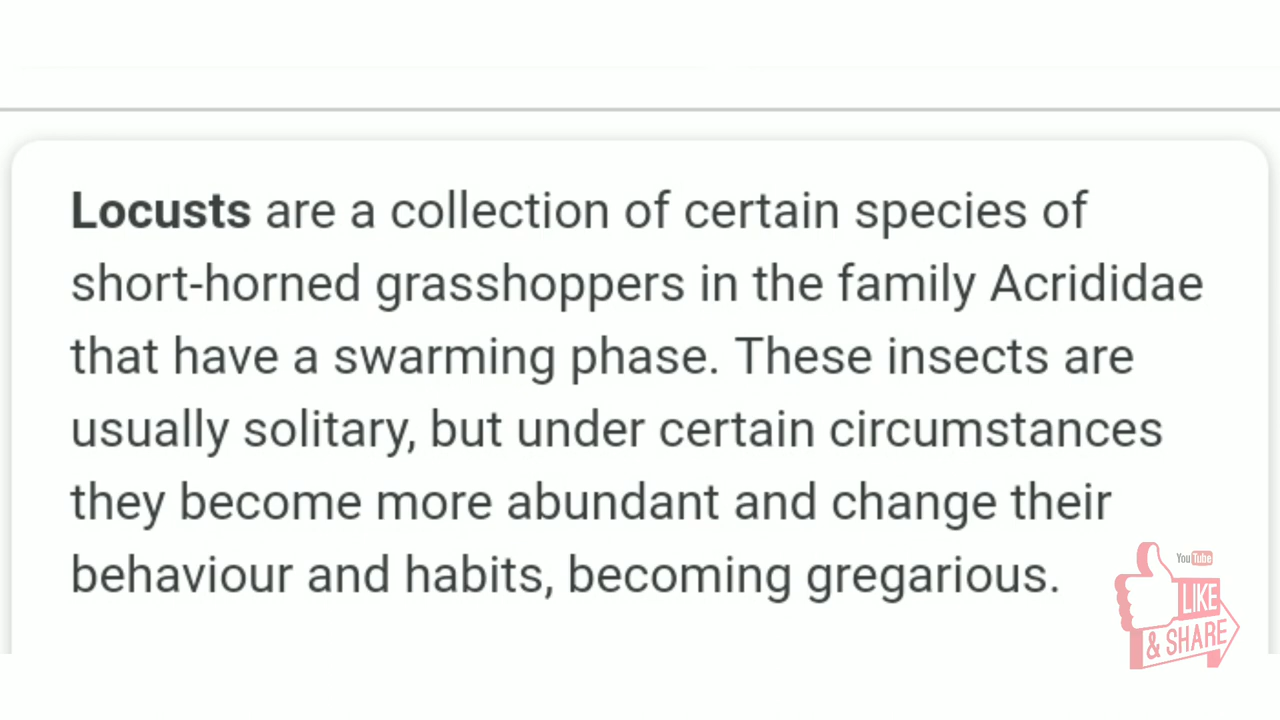 Locusts are a collection of certain species of
short-horned grasshoppers in the family Acrididae
that have a swarming phase. These insects are
usually solitary, but under certain circumstances
they become more abundant and change their
behaviour and habits, becoming gregarious.
YouTube
LIKE
& SHARE